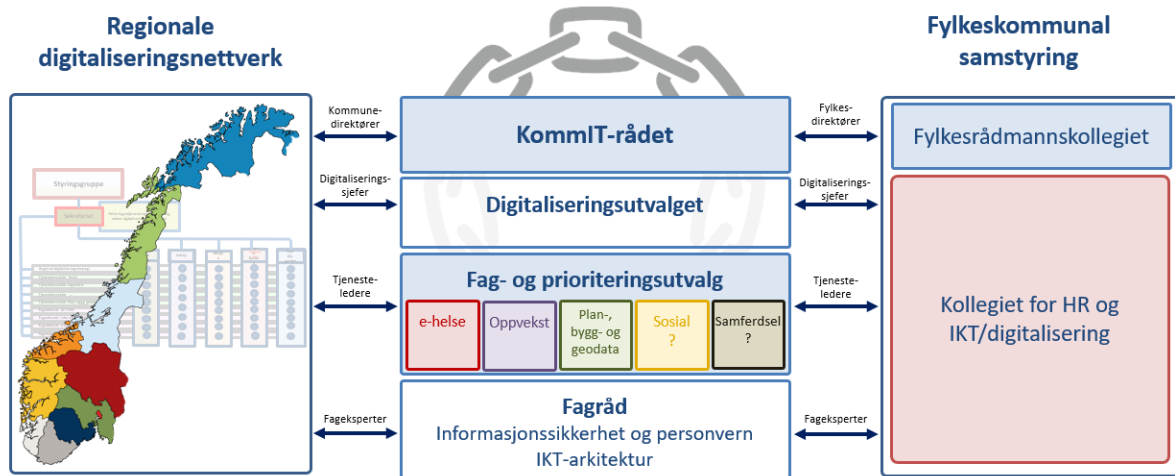 Regionale
digitaliseringsnettverk
Fylkeskommunal
samstyring
Styringsgruppe
Sekretariet
Kommune-
direktører
KommIT-rådet
Fylkes-
direktører
Fylkesrådmannskollegiet
Digitaliserings-
sjefer
Digitaliseringsutvalget
Digitaliserings-
sjefer
Tjeneste-
ledere
Fag- og prioriteringsutvalg
e-helse
Oppvekst
Plan-,
bygg- og
geodata
Sosial
?
Samferdsel
?
Tjeneste-
ledere
Kollegiet for HR og
IKT/digitalisering
Fageksperter
Fagråd
Informasjonssikkerhet og personvern
IKT-arkitektur
Fageksperter